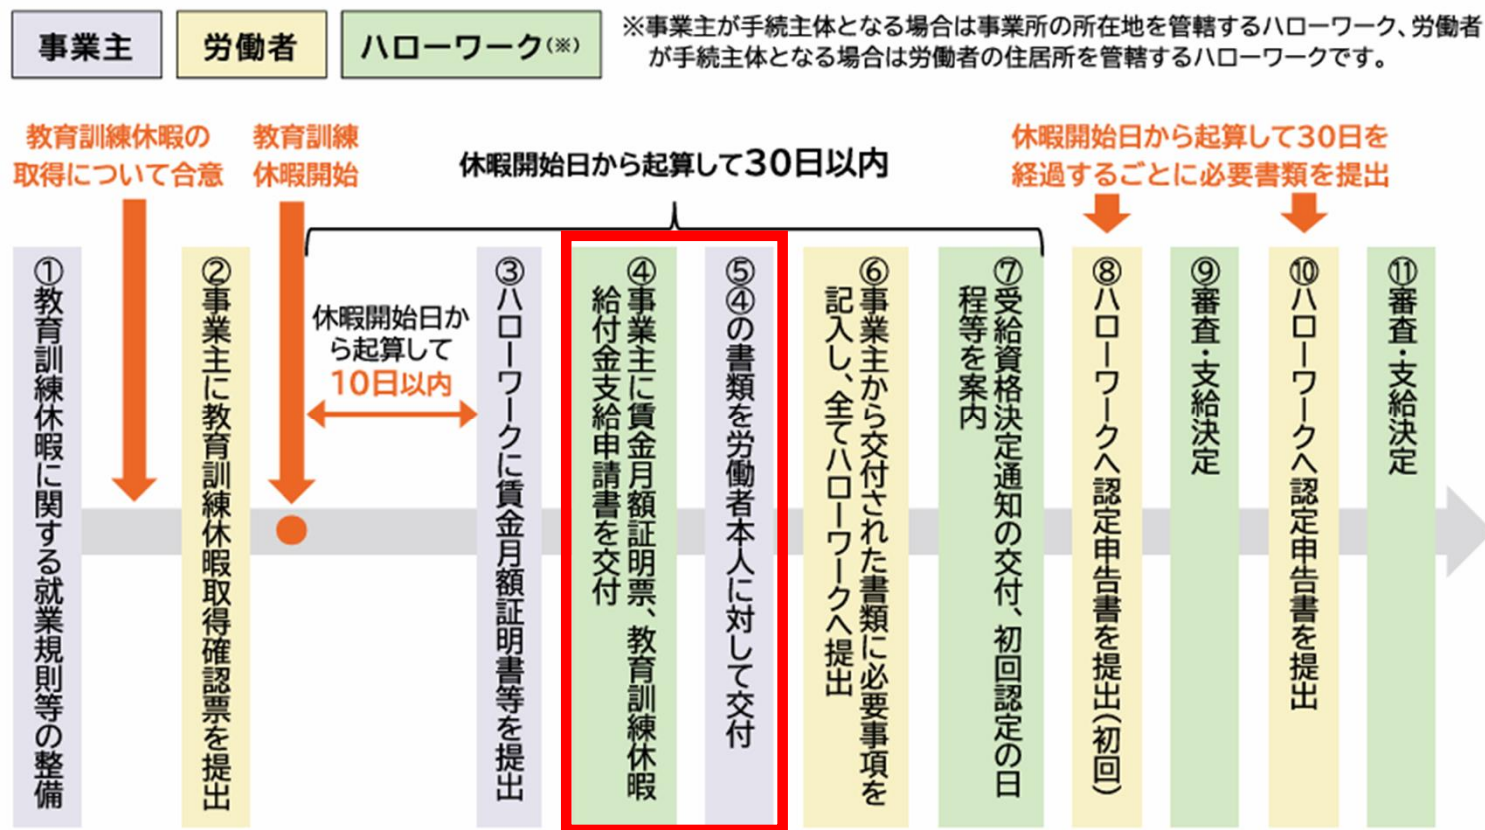 事業主
労働者
ハローワーク(※)
※事業主が手続主体となる場合は事業所の所在地を管轄するハローワーク、労働者
が手続主体となる場合は労働者の住居所を管轄するハローワークです。
教育訓練休暇の
取得について合意
教育訓練
休暇開始
休暇開始日から起算して30日以内
休暇開始日から起算して30日を
経過するごとに必要書類を提出
①教育訓練休暇に関する就業規則等の整備
②事業主に教育訓練休暇取得確認票を提出
休暇開始日か
ら起算して
10日以内
③ハローワークに賃金月額証明書等を提出
④事業主に賃金月額証明票、教育訓練休暇
給付金支給申請書を交付
⑤④の書類を労働者本人に対して交付
⑥事業主から交付された書類に必要事項を
記入し、全てハローワークへ提出
⑦受給資格決定通知の交付、初回認定の日
程等を案内
⑧ハローワークへ認定申告書を提出(初回)
⑨審査・支給決定
⑩ハローワークへ認定申告書を提出
⑪審査・支給決定